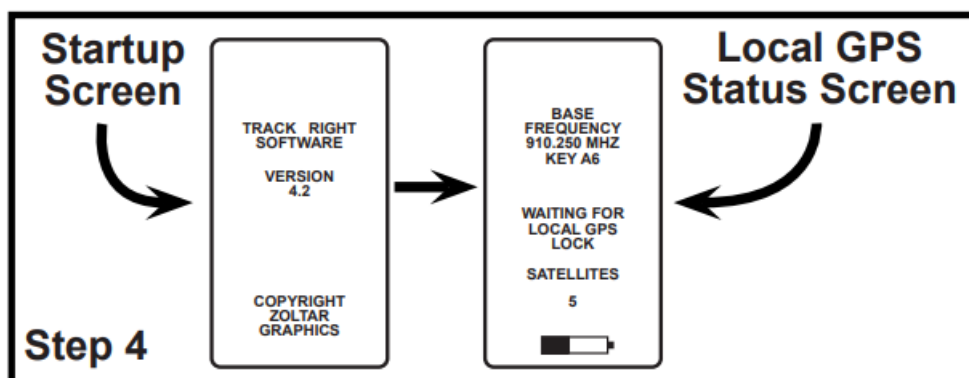 Startup
Screen
TRACK RIGHT
SOFTWARE
VERSION
4.2
COPYRIGHT
ZOLTAR
GRAPHICS
BASE
FREQUENCY
910.250 MHZ
KEY A6
WAITING FOR
LOCAL GPS
LOCK
SATELLITES
5
Local GPS
Status Screen
Step 4